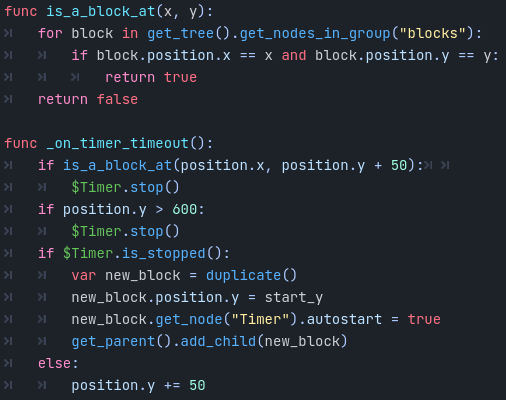 func is_a_block_at(x, y):
    for block in get_tree().get_nodes_in_group("blocks"):
        if block.position.x == x and block.position.y == y:
            return true
    return false

func _on_timer_timeout():
    if is_a_block_at(position.x, position.y + 50):
        $Timer.stop()
    if position.y > 600:
        $Timer.stop()
    if $Timer.is_stopped():
        var new_block = duplicate()
        new_block.position.y = start_y
        new_block.get_node("Timer").autostart = true
        get_parent().add_child(new_block)
    else:
        position.y += 50